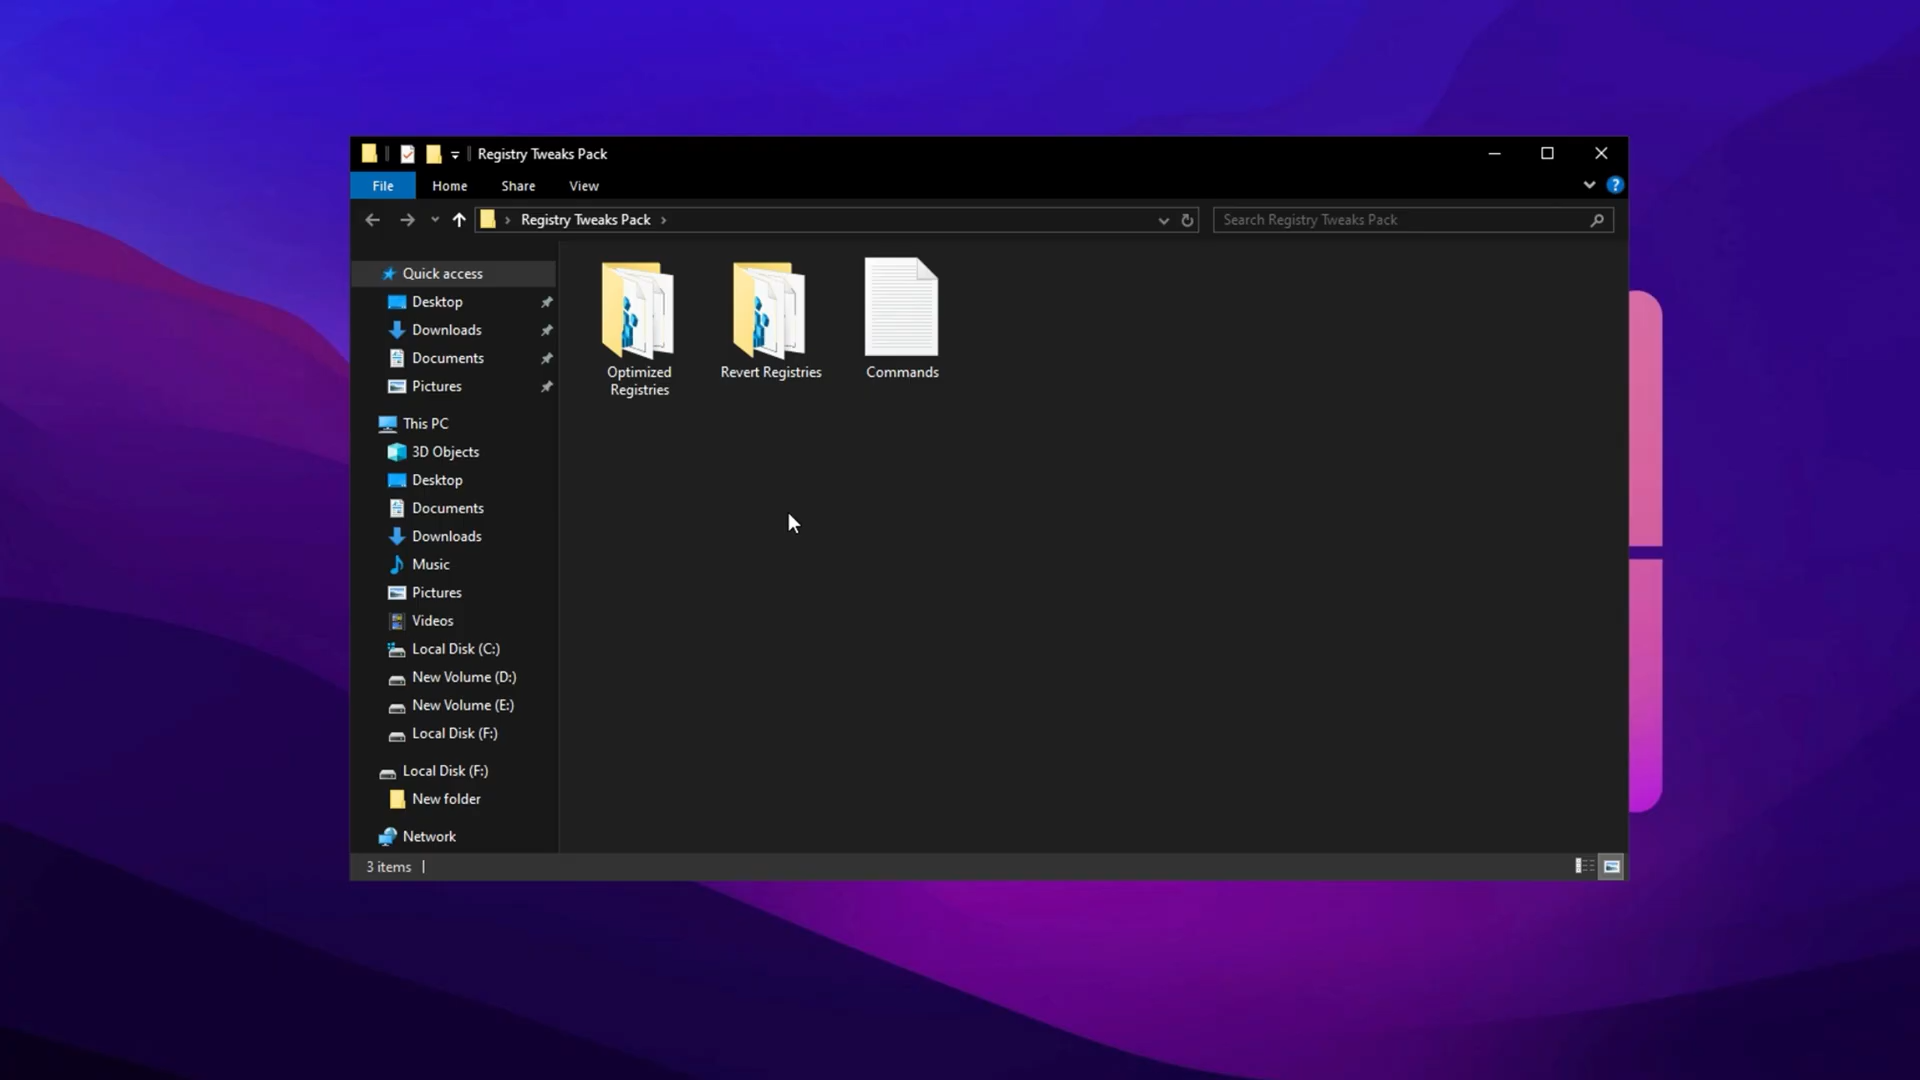 Registry Tweaks Pack
File Home Share View
Registry Tweaks Pack
Search Registry Tweaks Pack
Quick access
Desktop
Downloads
Documents
Pictures
This PC
3D Objects
Desktop
Documents
Downloads
Music
Pictures
Videos
Local Disk (C:)
New Volume (D:)
New Volume (E:)
Local Disk (F:)
Local Disk (F:)
New folder
Network
Optimized
Registries
Revert Registries
Commands
3 items